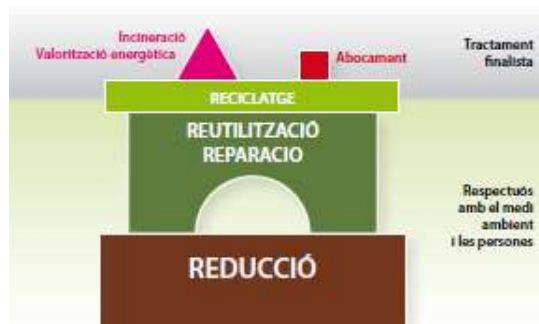 Incineració
Valorització energètica
Abocament
Tractament
finalista
RECICLATGE
REUTILITZACIÓ
REPARACIO
Respectuós
amb el medi
ambient
i les persones
REDUCCIÓ